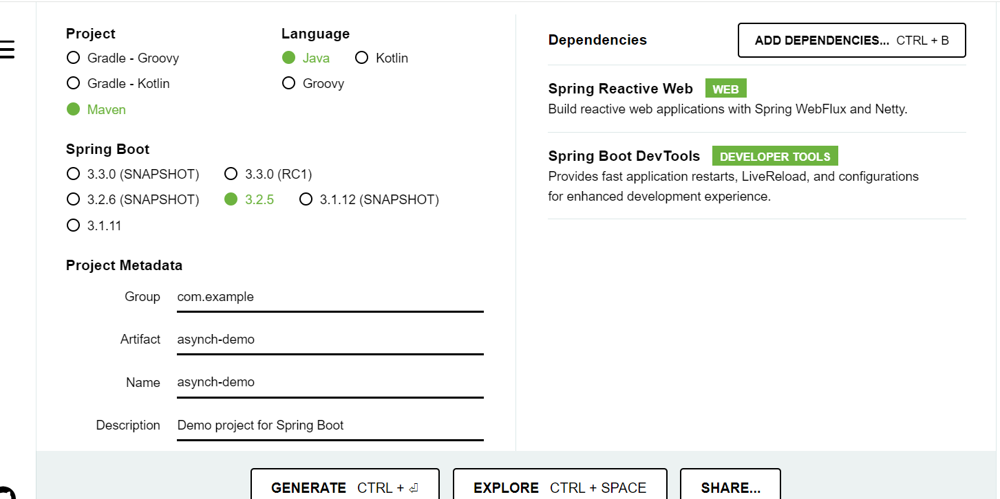 Project
Gradle - Groovy
Gradle - Kotlin
Maven
Language
Java Kotlin
Groovy
Spring Boot
3.3.0 (SNAPSHOT) 3.3.0 (RC1)
3.2.6 (SNAPSHOT) 3.2.5 3.1.12 (SNAPSHOT)
3.1.11
Project Metadata
Group com.example
Artifact asynch-demo
Name asynch-demo
Description Demo project for Spring Boot
Dependencies
ADD DEPENDENCIES... CTRL + B
Spring Reactive Web WEB
Build reactive web applications with Spring WebFlux and Netty.
Spring Boot DevTools DEVELOPER TOOLS
Provides fast application restarts, LiveReload, and configurations
for enhanced development experience.
GENERATE CTRL + ⏎
EXPLORE CTRL + SPACE
SHARE...